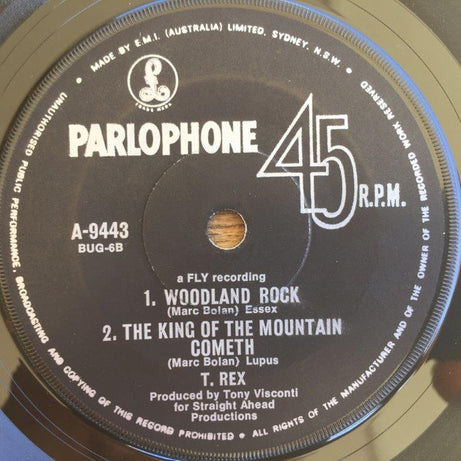 MADE BY E.M.I. (AUSTRALIA) LIMITED, SYDNEY, N.S.W.
ALL RIGHTS OF THE MANUFACTURER AND OF THE OWNER OF THE RECORDED WORK RESERVED
UNAUTHORISED PUBLIC PERFORMANCE, BROADCASTING AND COPYING OF THIS RECORD PROHIBITED
£
TRADE MARK
PARLOPHONE
45
R.P.M.
A-9443
BUG-6B
a FLY recording
1. WOODLAND ROCK
(Marc Bolan) Essex
2. THE KING OF THE MOUNTAIN
COMETH
(Marc Bolan) Lupus
T. REX
Produced by Tony Visconti
for Straight Ahead
Productions